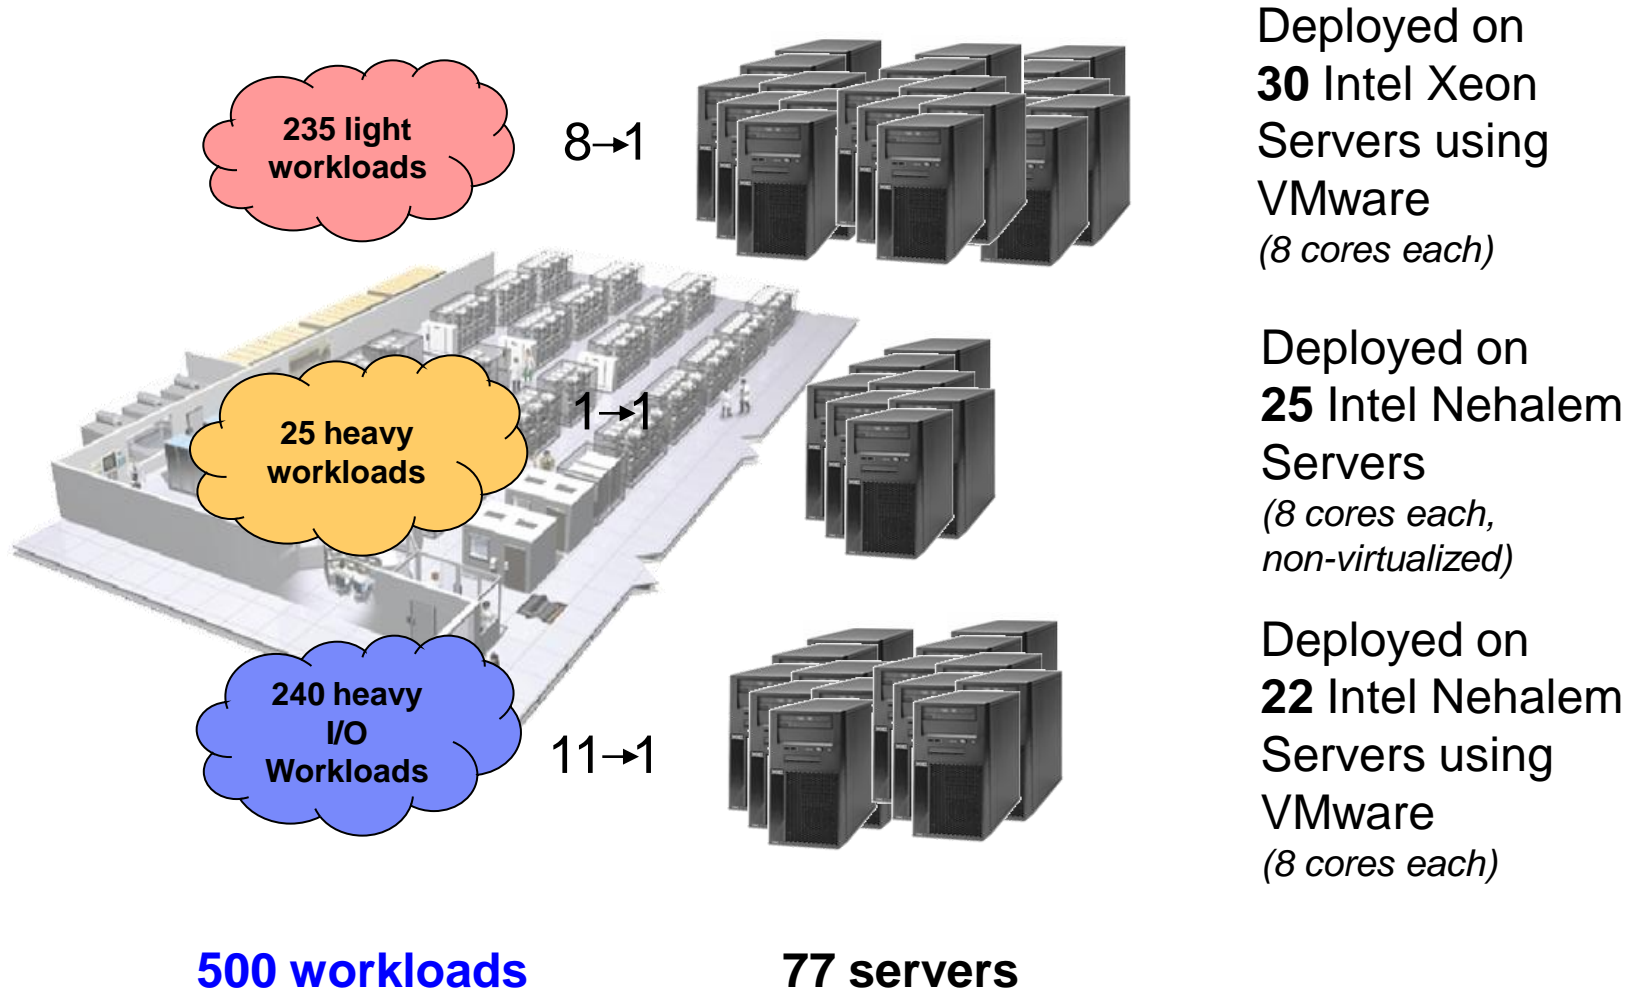 235 light
workloads
8→1
Deployed on
30 Intel Xeon
Servers using
VMware
(8 cores each)
25 heavy
workloads
1→1
Deployed on
25 Intel Nehalem
Servers
(8 cores each,
non-virtualized)
240 heavy
I/O
Workloads
11→1
Deployed on
22 Intel Nehalem
Servers using
VMware
(8 cores each)
500 workloads
77 servers